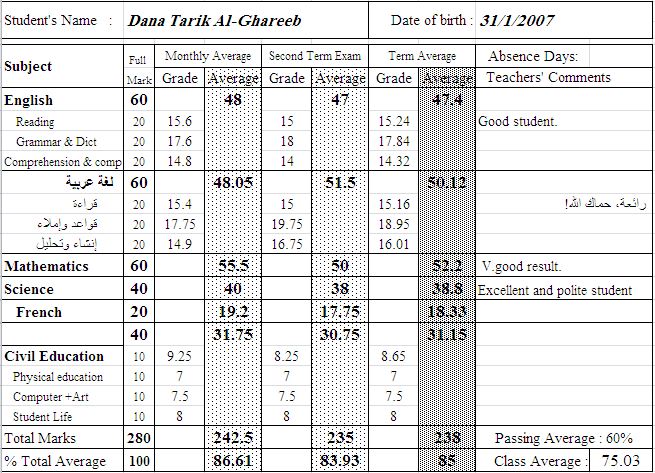 Student's Name : Dana Tarik Al-Ghareeb Date of birth : 31/1/2007
Subject Full Mark Monthly Average Second Term Exam Term Average Absence Days:
Grade Average Grade Average Grade Average Teachers' Comments
English 60 48 47 47.4
Reading 20 15.6 15 15.24 Good student.
Grammar & Dict 20 17.6 18 17.84
Comprehension & comp 20 14.8 14 14.32
لغة عربية 60 48.05 51.5 50.12
قراءة 20 15.4 15 15.16 رائعة، حماك الله!
قواعد وإملاء 20 17.75 19.75 18.95
إنشاء وتحليل 20 14.9 16.75 16.01
Mathematics 60 55.5 50 52.2 V.good result.
Science 40 40 38 38.8 Excellent and polite student
French 20 19.2 17.75 18.33
40 31.75 30.75 31.15
Civil Education 10 9.25 8.25 8.65
Physical education 10 7 7 7
Computer +Art 10 7.5 7.5 7.5
Student Life 10 8 8 8
Total Marks 280 242.5 235 238 Passing Average : 60%
% Total Average 100 86.61 83.93 85 Class Average : 75.03